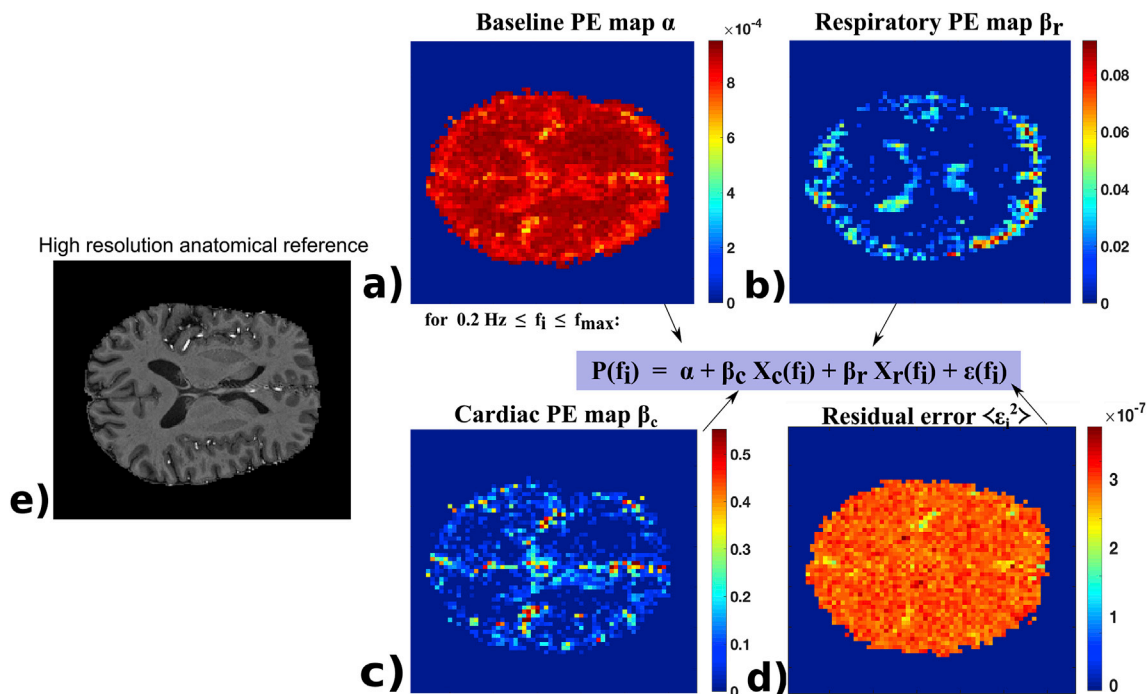 Baseline PE map α
×10⁻⁴
8
6
4
2
0
a)
Respiratory PE map βᵣ
0.08
0.06
0.04
0.02
0
b)
High resolution anatomical reference
e)
for 0.2 Hz ≤ fᵢ ≤ fₘₐₓ:
P(fᵢ) = α + β_c X_c(fᵢ) + βᵣ Xᵣ(fᵢ) + ε(fᵢ)
Cardiac PE map β_c
0.5
0.4
0.3
0.2
0.1
0
c)
Residual error <εᵢ²>
×10⁻⁷
3
2
1
0
d)